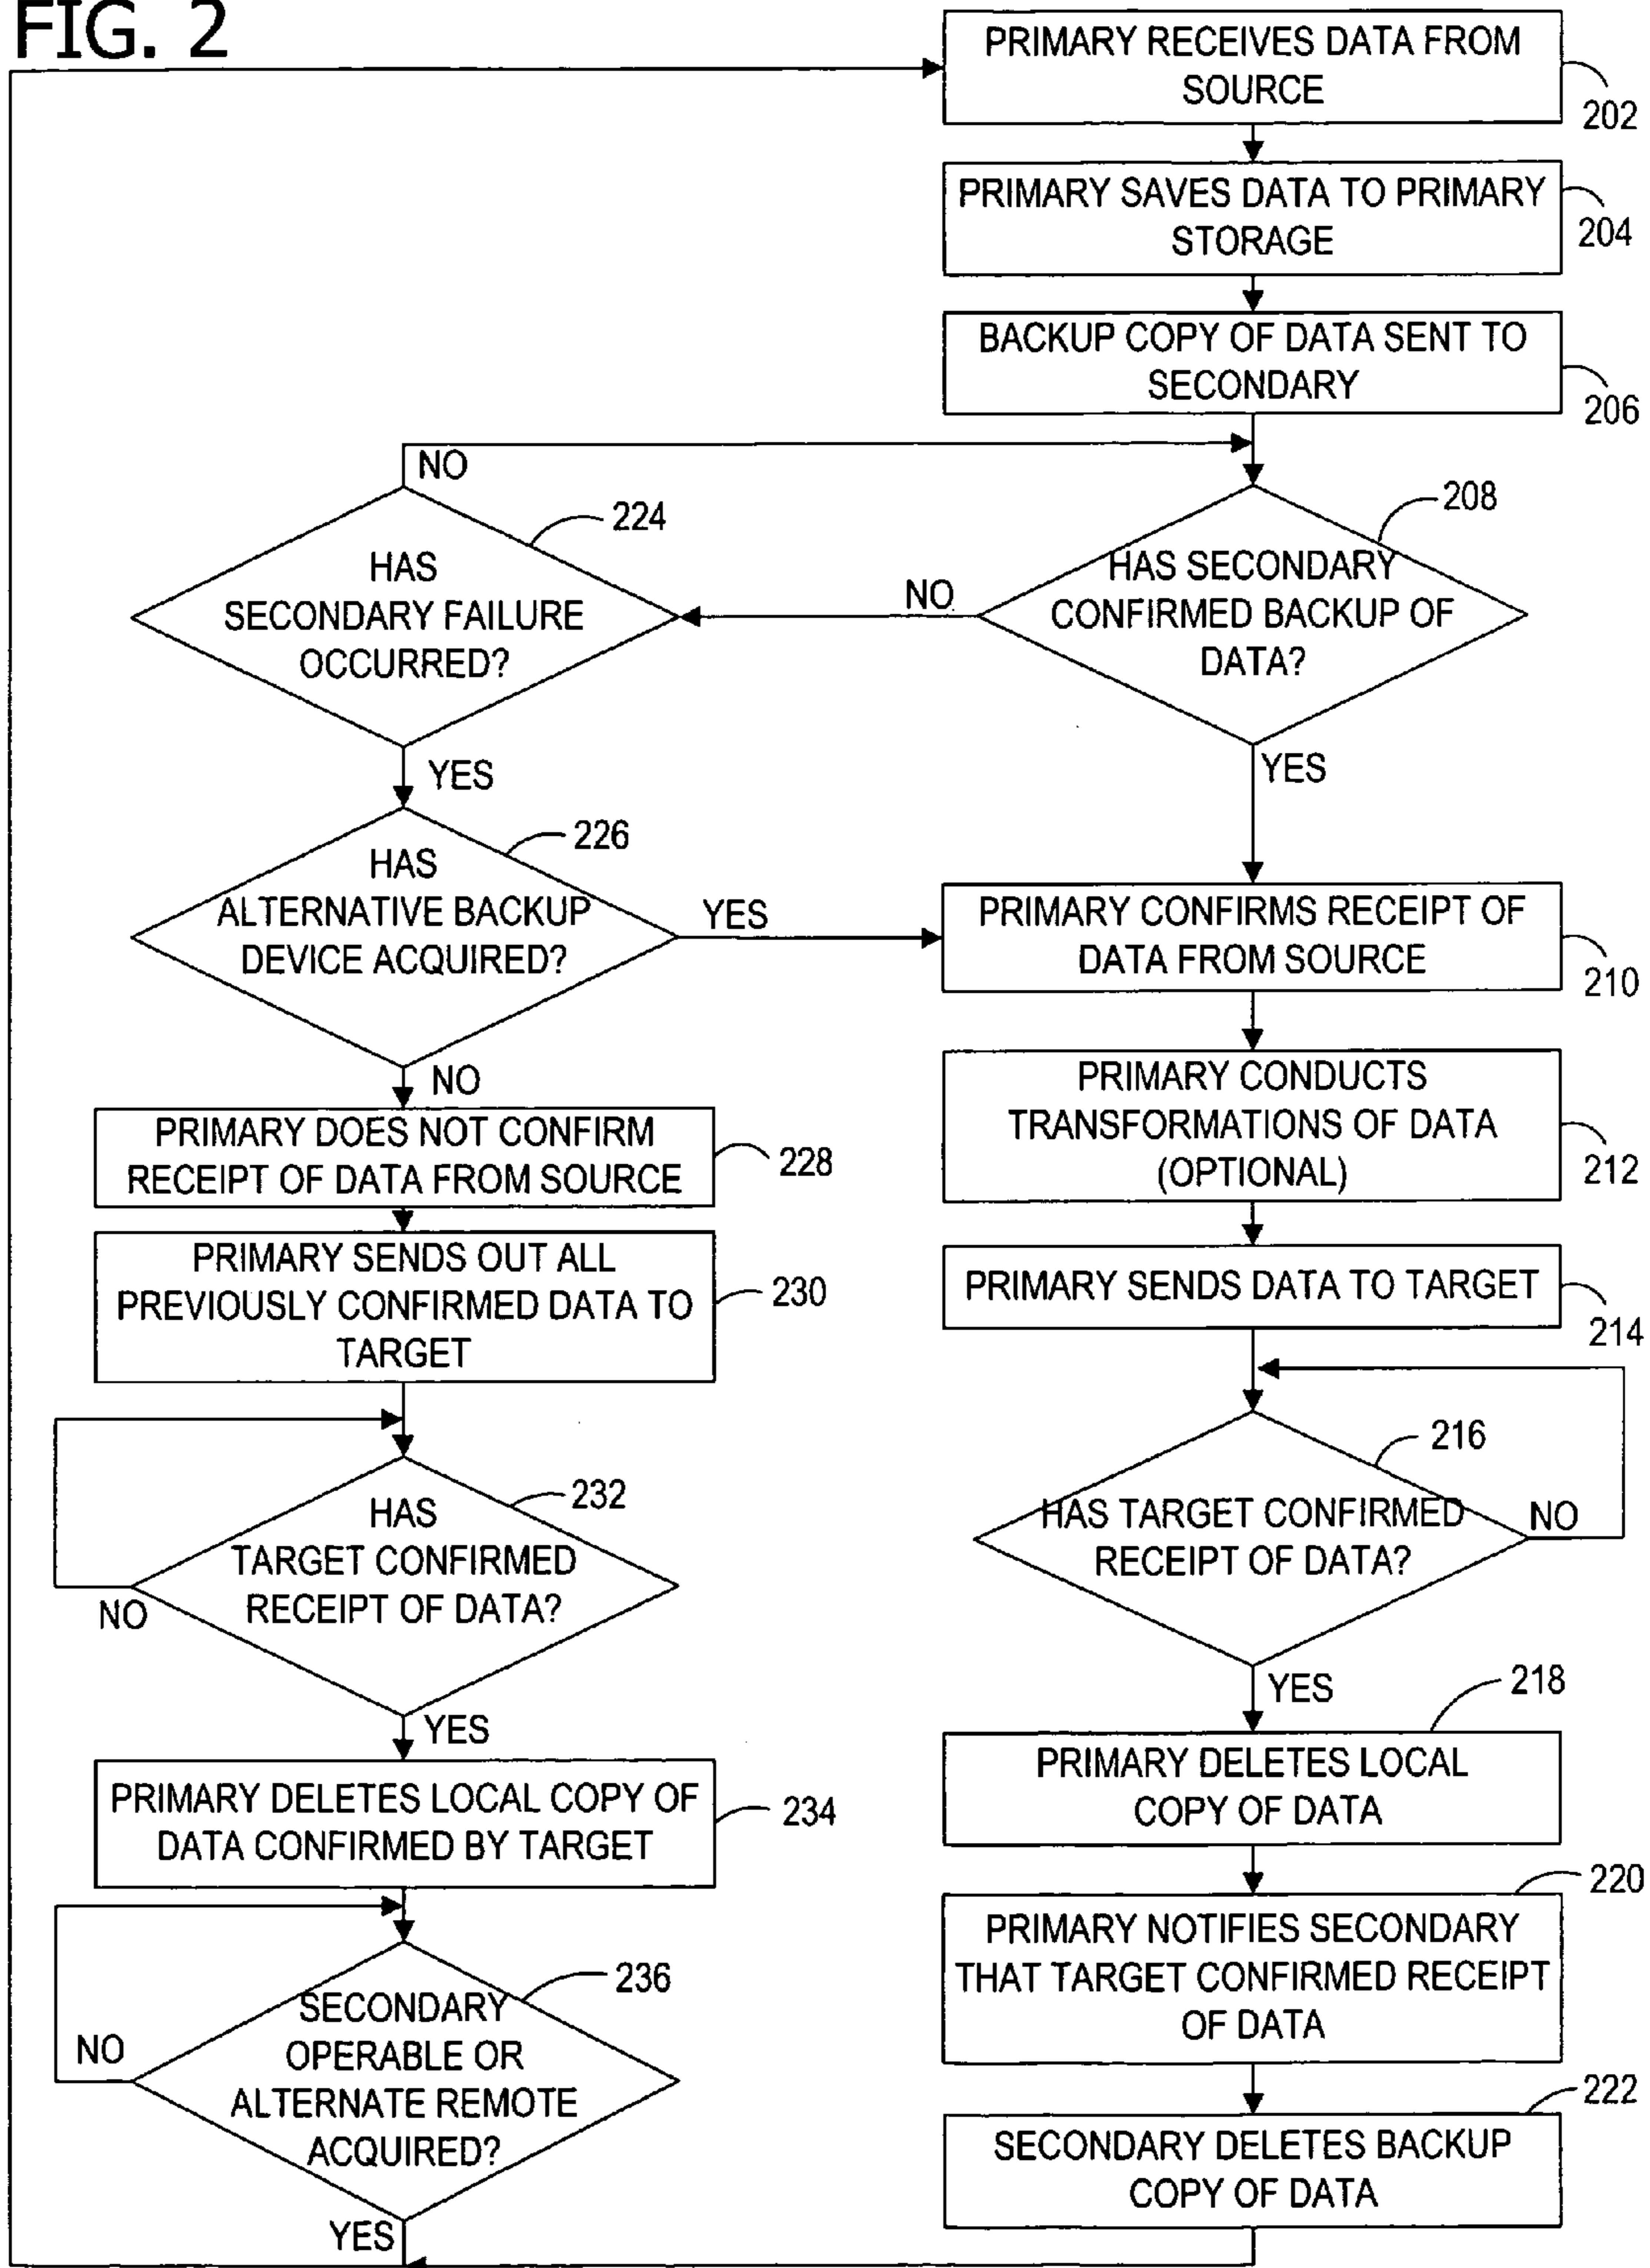 FIG. 2
PRIMARY RECEIVES DATA FROM
SOURCE
202
PRIMARY SAVES DATA TO PRIMARY
STORAGE
204
BACKUP COPY OF DATA SENT TO
SECONDARY
206
NO
224
HAS
SECONDARY FAILURE
OCCURRED?
NO
208
HAS SECONDARY
CONFIRMED BACKUP OF
DATA?
YES
YES
226
HAS
ALTERNATIVE BACKUP
DEVICE ACQUIRED?
YES
PRIMARY CONFIRMS RECEIPT OF
DATA FROM SOURCE
210
NO
PRIMARY CONDUCTS
TRANSFORMATIONS OF DATA
(OPTIONAL)
212
PRIMARY DOES NOT CONFIRM
RECEIPT OF DATA FROM SOURCE
228
PRIMARY SENDS OUT ALL
PREVIOUSLY CONFIRMED DATA TO
TARGET
230
PRIMARY SENDS DATA TO TARGET
214
232
HAS
TARGET CONFIRMED
RECEIPT OF DATA?
NO
216
HAS TARGET CONFIRMED
RECEIPT OF DATA?
NO
YES
YES
218
PRIMARY DELETES LOCAL COPY OF
DATA CONFIRMED BY TARGET
234
PRIMARY DELETES LOCAL
COPY OF DATA
220
PRIMARY NOTIFIES SECONDARY
THAT TARGET CONFIRMED RECEIPT
OF DATA
236
SECONDARY
OPERABLE OR
ALTERNATE REMOTE
ACQUIRED?
NO
222
SECONDARY DELETES BACKUP
COPY OF DATA
YES